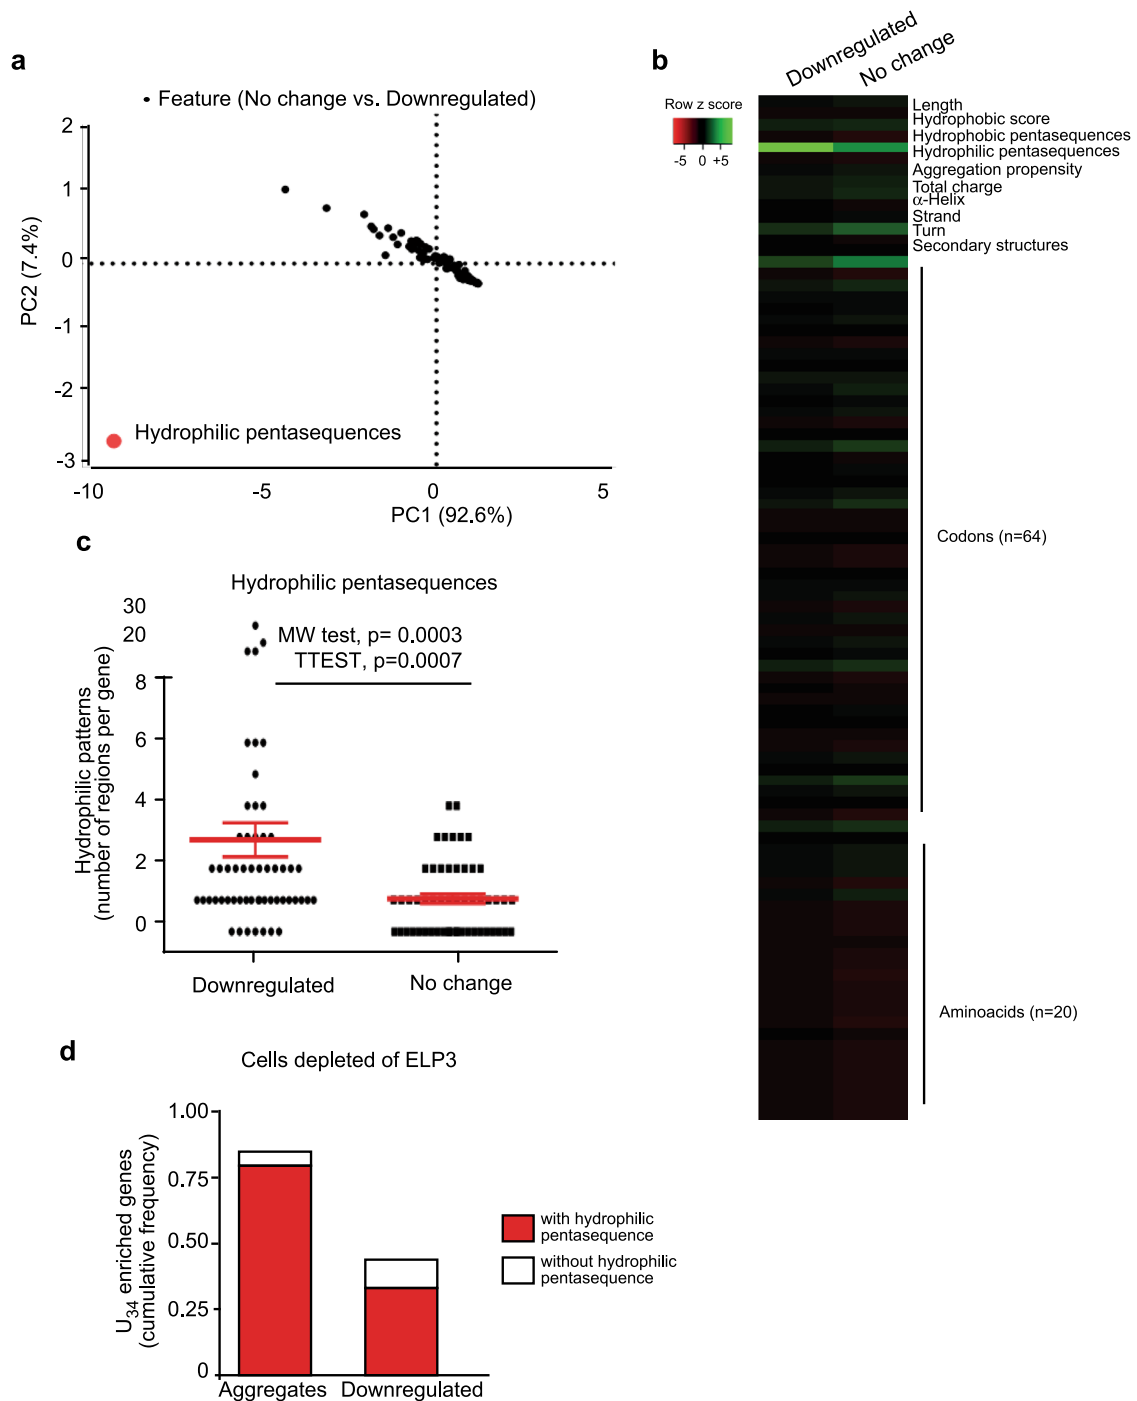 a
• Feature (No change vs. Downregulated)
2
1
0
-1
-2
-3
PC2 (7.4%)
Hydrophilic pentasequences
-10
-5
0
5
PC1 (92.6%)
b
Downregulated
No change
Row z score
-5 0 +5
Length
Hydrophobic score
Hydrophobic pentasequences
Hydrophilic pentasequences
Aggregation propensity
Total charge
α-Helix
Strand
Turn
Secondary structures
Codons (n=64)
Aminoacids (n=20)
c
Hydrophilic pentasequences
30
20
8
6
4
2
0
Hydrophilic patterns
(number of regions per gene)
MW test, p= 0.0003
TTEST, p=0.0007
Downregulated
No change
d
Cells depleted of ELP3
1.00
0.75
0.50
0.25
0
U34 enriched genes
(cumulative frequency)
Aggregates
Downregulated
with hydrophilic
pentasequence
without hydrophilic
pentasequence